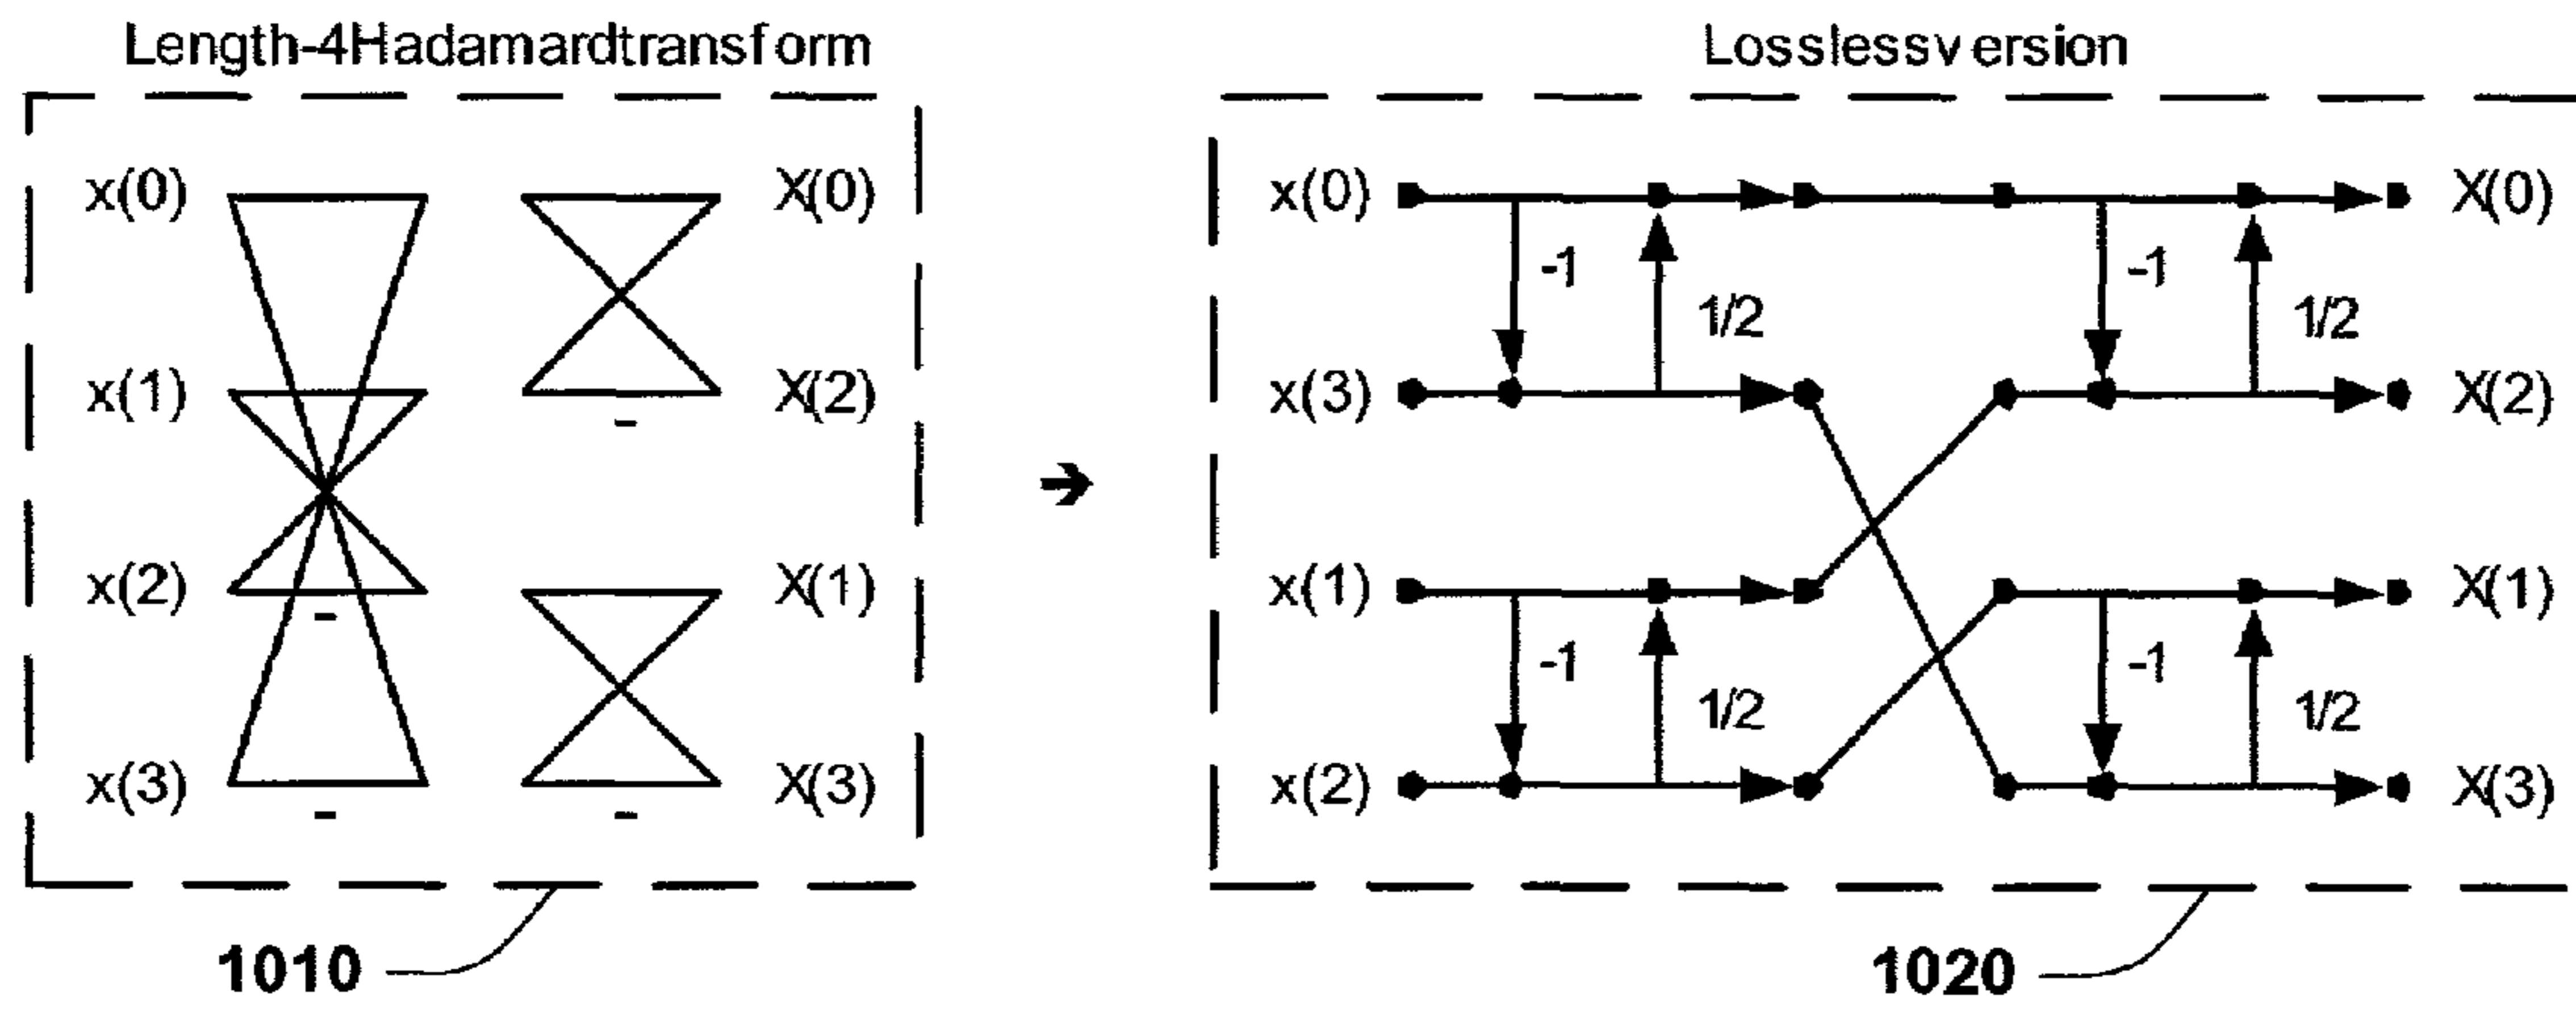 Length-4Hadamardtransform
x(0)
x(1)
x(2)
x(3)
-
-
-
-
X(0)
X(2)
X(1)
X(3)
1010
→
Losslessversion
x(0)
x(3)
x(1)
x(2)
-1
1/2
-1
1/2
-1
1/2
-1
1/2
X(0)
X(2)
X(1)
X(3)
1020